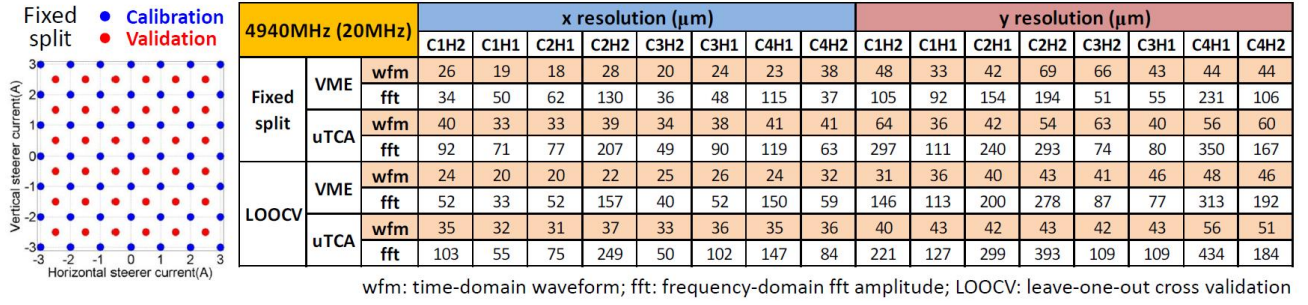 Fixed split
Calibration
Validation
Vertical steerer current(A)
3
2
1
0
-1
-2
-3
-3 -2 -1 0 1 2 3
Horizontal steerer current(A)
4940MHz (20MHz) x resolution (μm) y resolution (μm)
C1H2 C1H1 C2H1 C2H2 C3H2 C3H1 C4H1 C4H2 C1H2 C1H1 C2H1 C2H2 C3H2 C3H1 C4H1 C4H2
Fixed split VME wfm 26 19 18 28 20 24 23 38 48 33 42 69 66 43 44 44
fft 34 50 62 130 36 48 115 37 105 92 154 194 51 55 231 106
uTCA wfm 40 33 33 39 34 38 41 41 64 36 42 54 63 40 56 60
fft 92 71 77 207 49 90 119 63 297 111 240 293 74 80 350 167
LOOCV VME wfm 24 20 20 22 25 26 24 32 31 36 40 43 41 46 48 46
fft 52 33 52 157 40 52 150 59 146 113 200 278 87 77 313 192
uTCA wfm 35 32 31 37 33 36 35 36 40 43 42 43 42 43 56 51
fft 103 55 75 249 50 102 147 84 221 127 299 393 109 109 434 184
wfm: time-domain waveform; fft: frequency-domain fft amplitude; LOOCV: leave-one-out cross validation